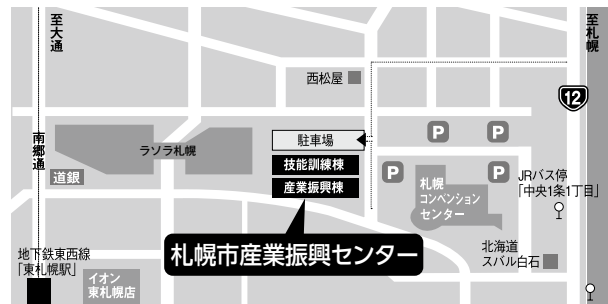 至大通
至札幌
西松屋
12
南郷通
ラソラ札幌
駐車場
P
P
技能訓練棟
産業振興棟
P
P
道銀
札幌
コンベンション
センター
JRバス停
「中央1条1丁目」
札幌市産業振興センター
地下鉄東西線
「東札幌駅」
イオン
東札幌店
北海道
スバル白石